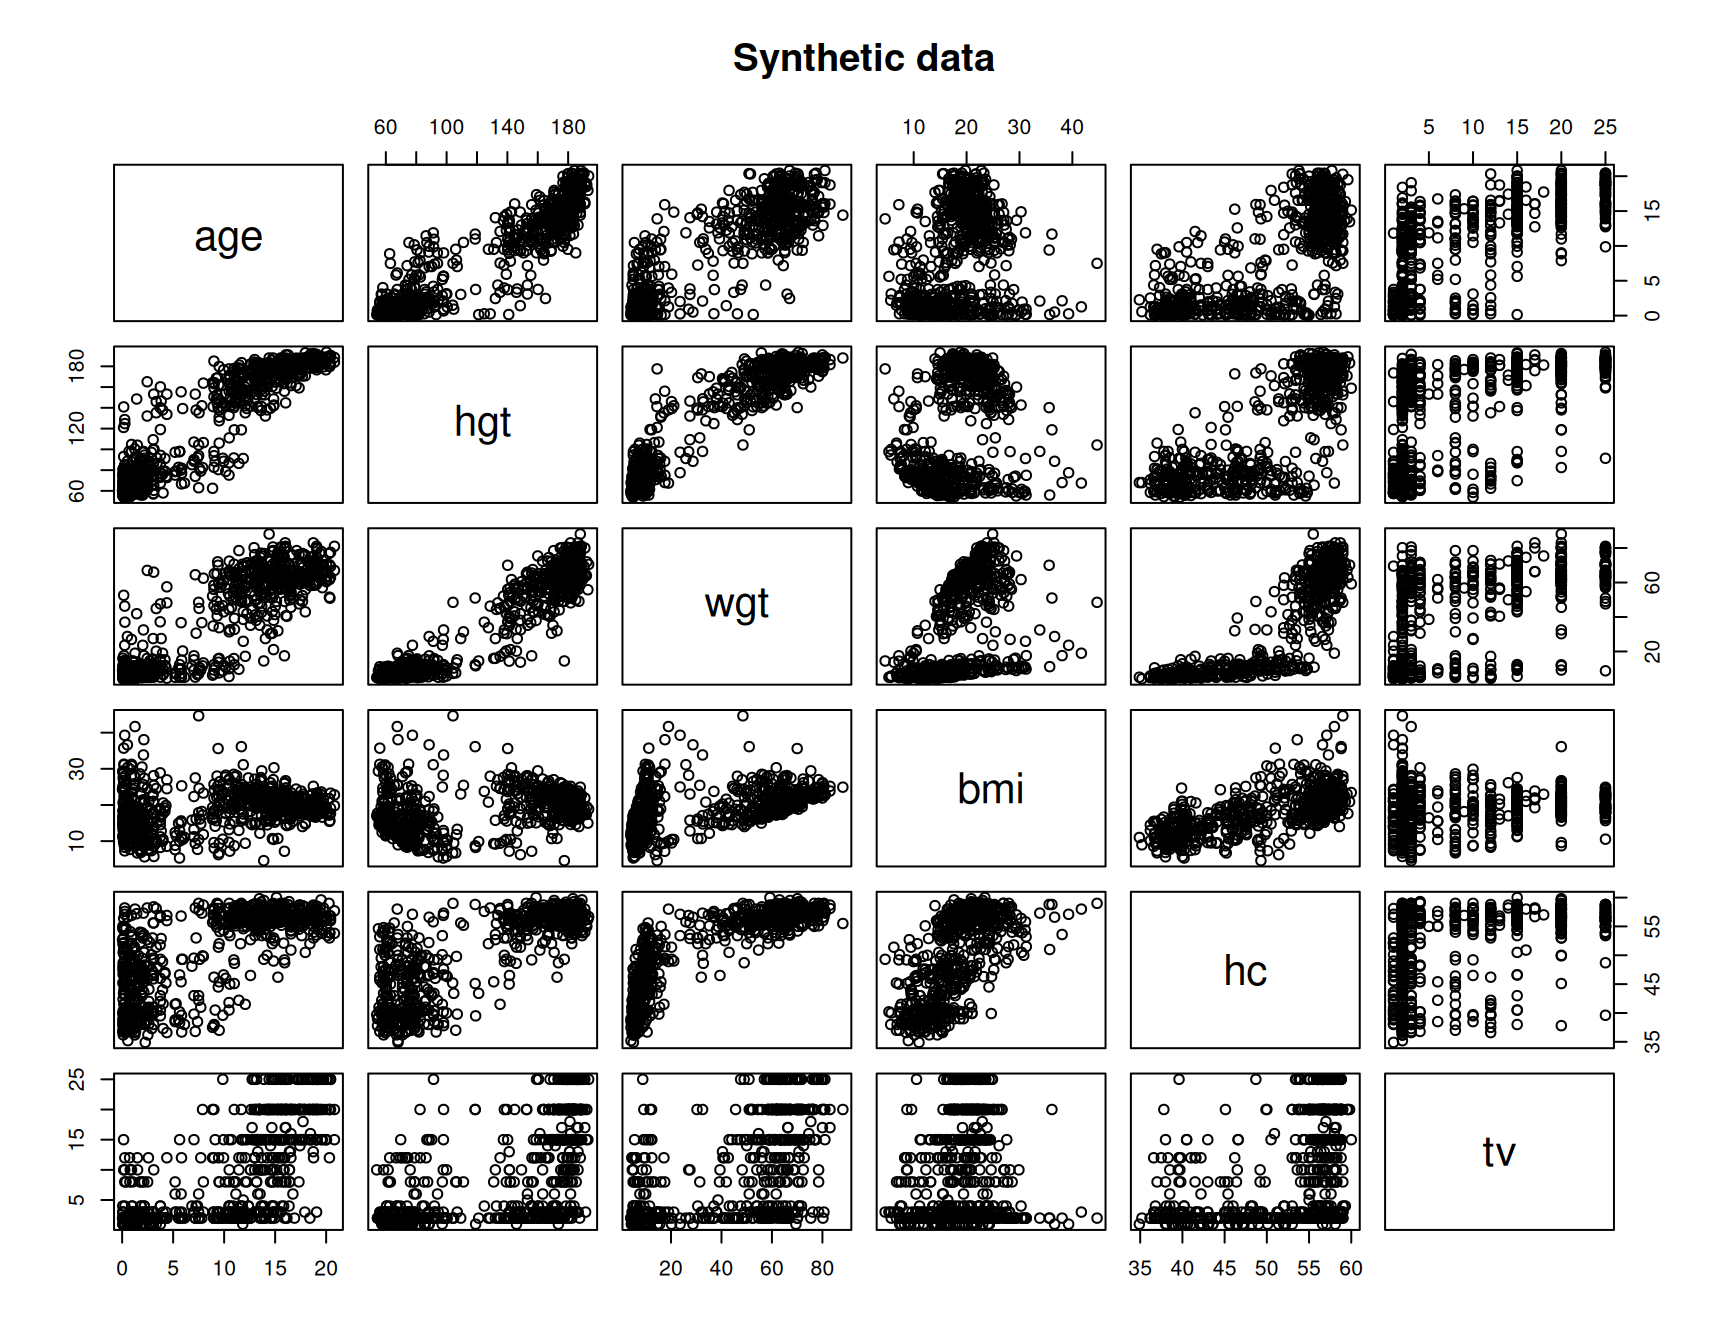 Synthetic data
60 100 140 180 10 20 30 40 5 10 15 20 25
age 0 5 15
60 120 180 hgt
wgt 20 60
10 30 bmi
hc 35 45 55
5 15 25 tv
0 5 10 15 20 20 40 60 80 35 40 45 50 55 60